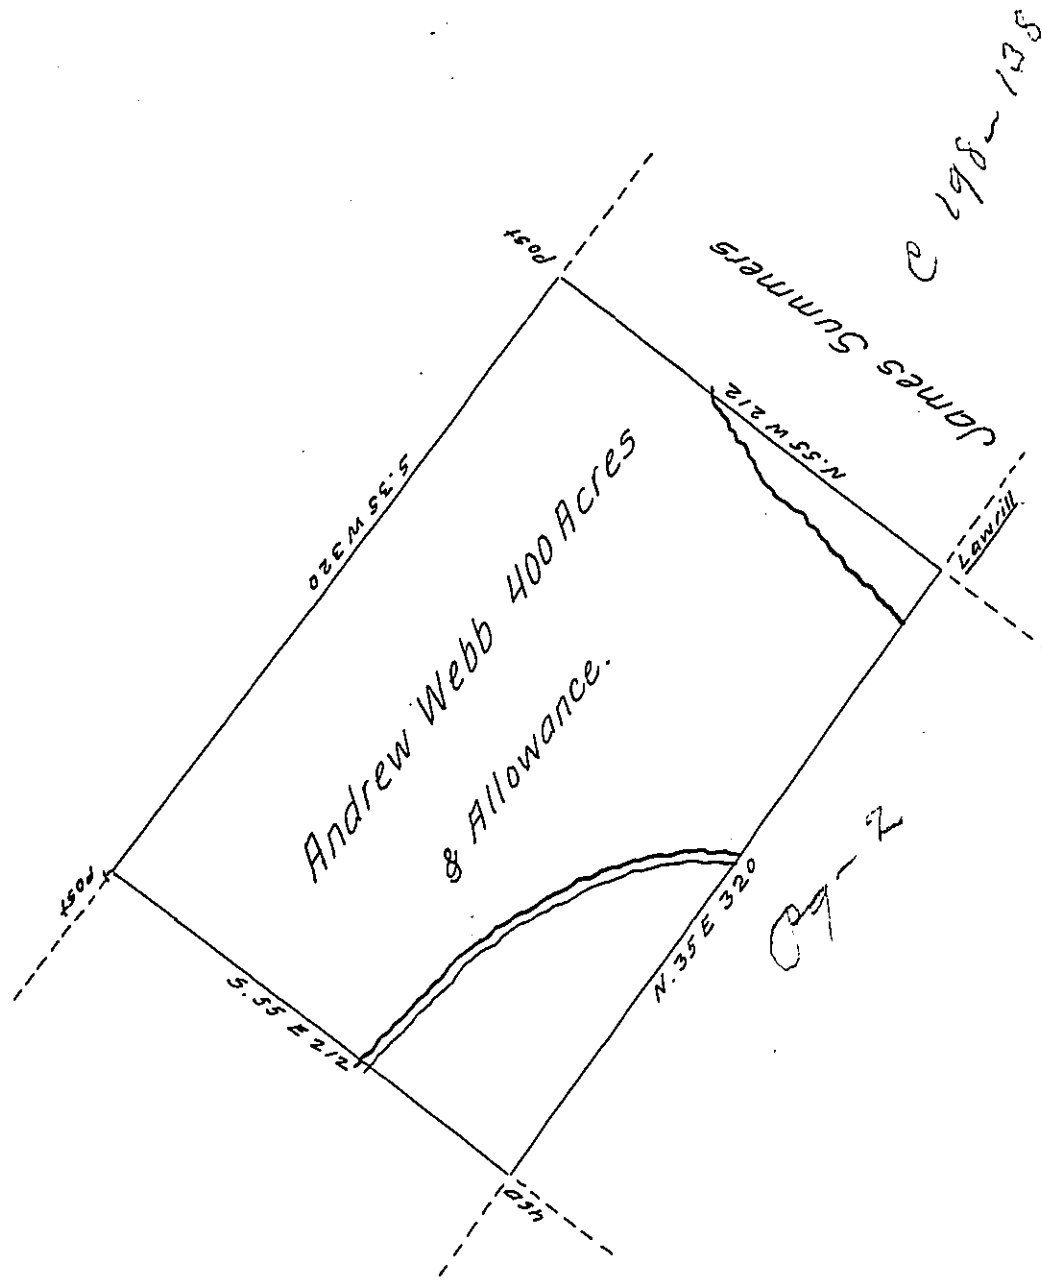 Post
S.35 W 320
Post
James Summers
N.55 W 212
Andrew Webb 400 Acres
& Allowance.
S.55 E 212
N.35 E 320
Lawrill
ash
C 198-138